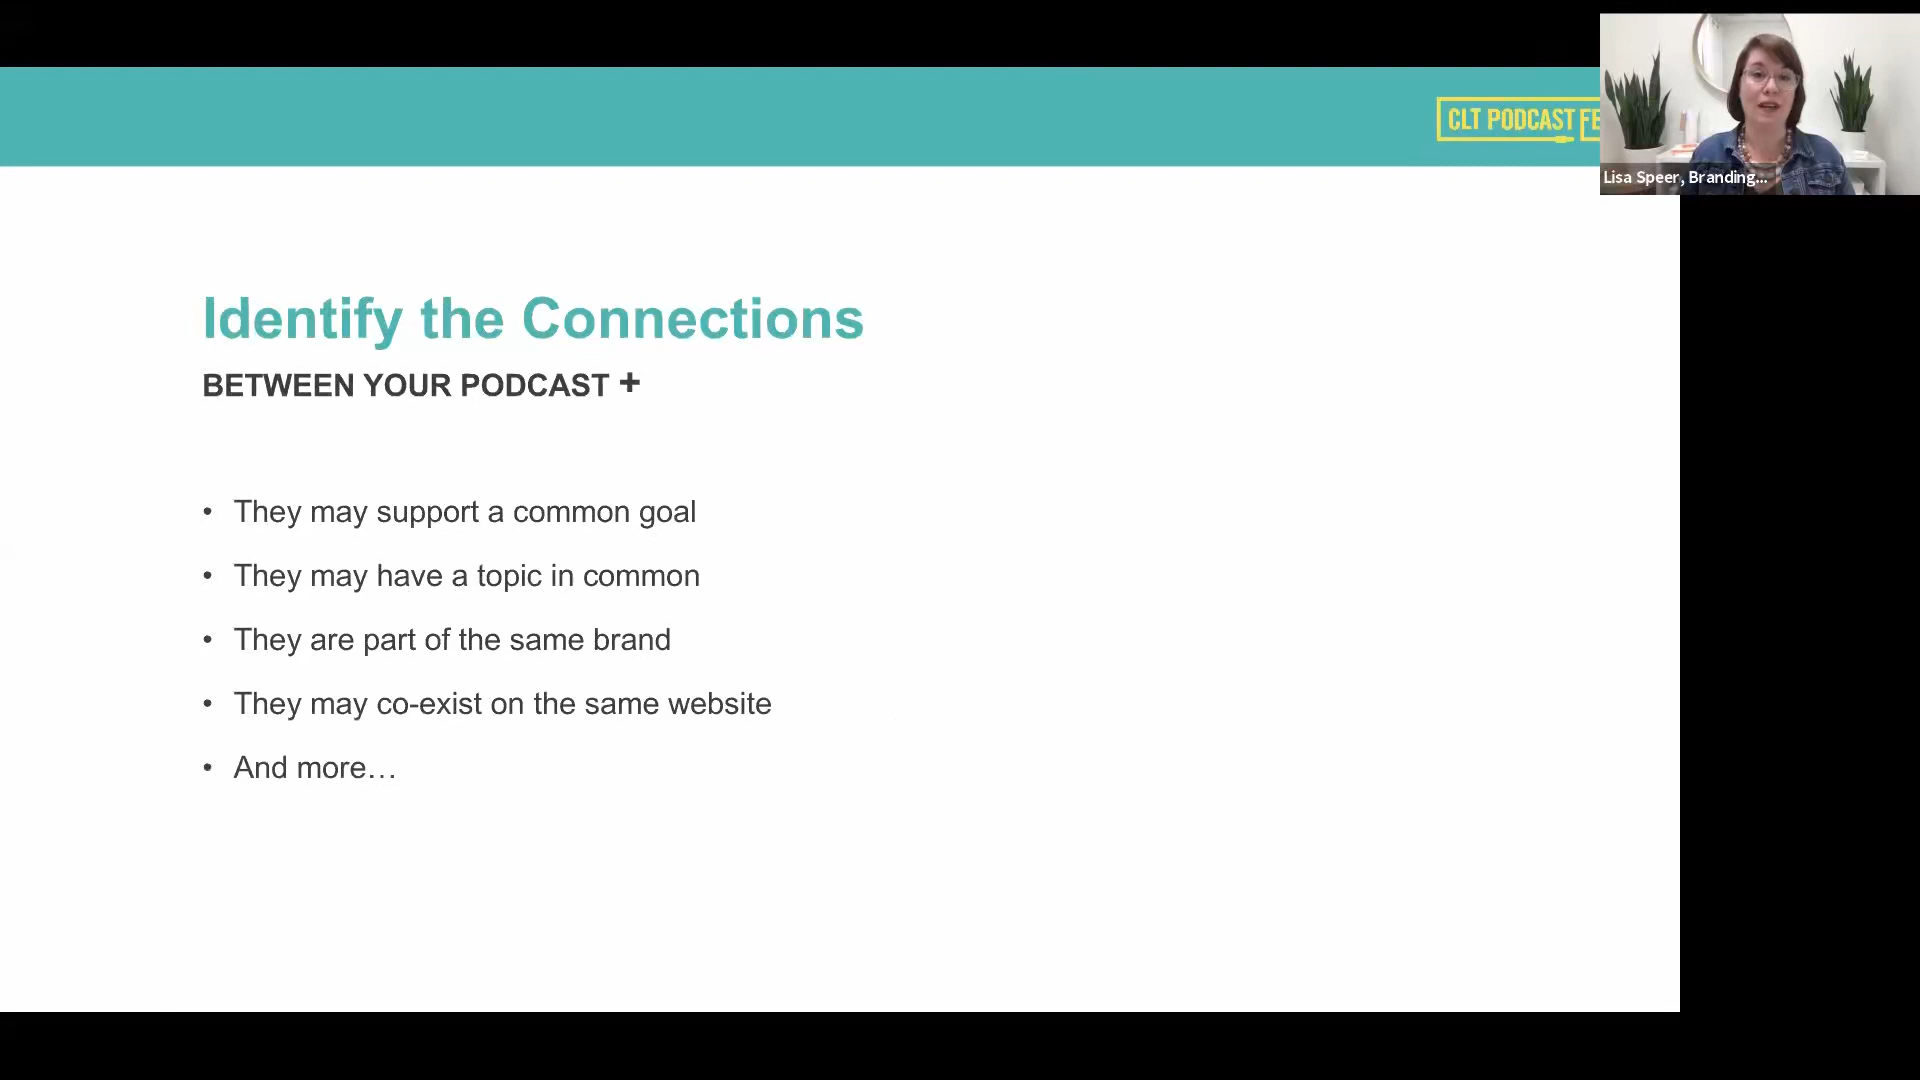 CLT PODCAST FE
Lisa Speer, Branding...
Identify the Connections
BETWEEN YOUR PODCAST +
• They may support a common goal
• They may have a topic in common
• They are part of the same brand
• They may co-exist on the same website
• And more…